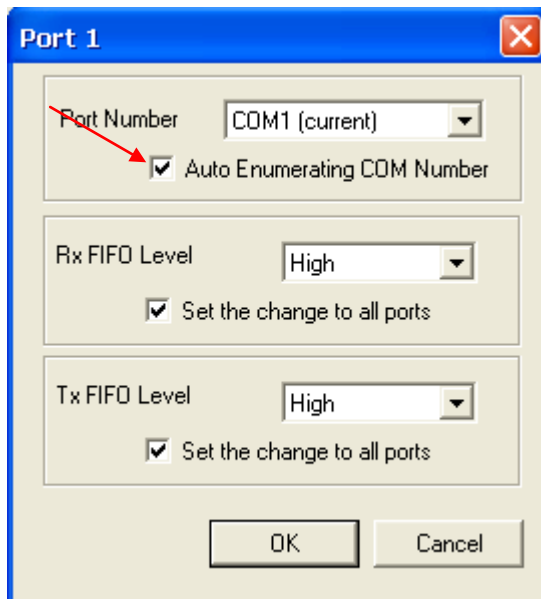 Port 1
Port Number COM1 (current)
Auto Enumerating COM Number
Rx FIFO Level High
Set the change to all ports
Tx FIFO Level High
Set the change to all ports
OK Cancel